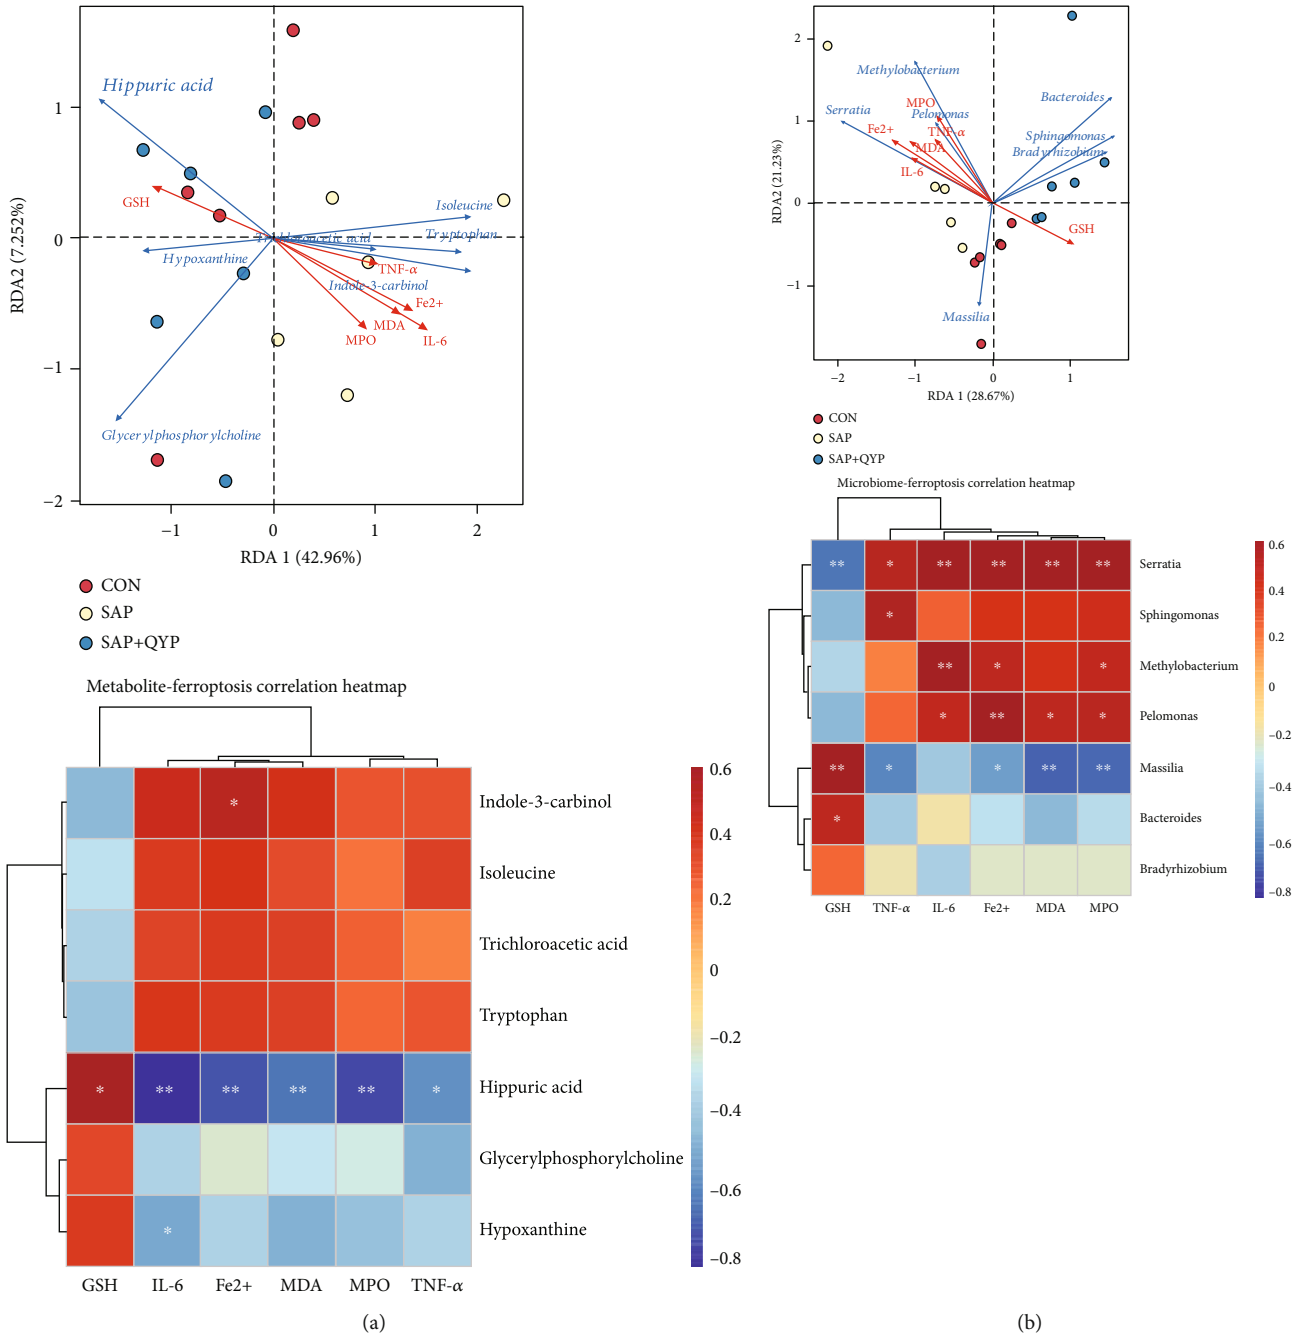 Hippuric acid
GSH
Hypoxanthine
Glycerylphosphorylcholine
Isoleucine
Tryptophan
Trichloroacetic acid
TNF-α
Indole-3-carbinol
Fe2+
MDA
MPO
IL-6
RDA2 (7.252%)
1
0
−1
−2
−1
0
1
2
RDA 1 (42.96%)
CON
SAP
SAP+QYP
Metabolite-ferroptosis correlation heatmap
* Indole-3-carbinol
Isoleucine
Trichloroacetic acid
Tryptophan
* ** ** ** ** * Hippuric acid
Glycerylphosphorylcholine
* Hypoxanthine
GSH IL-6 Fe2+ MDA MPO TNF-α
0.6
0.4
0.2
0
−0.2
−0.4
−0.6
−0.8
(a)
Methylobacterium
MPO
Serratia
Pelomonas
Fe2+
TNF-α
MDA
IL-6
Bacteroides
Sphingomonas
Bradyrhizobium
GSH
Massilia
RDA2 (21.23%)
2
1
0
−1
−2
−1
0
1
RDA 1 (28.67%)
CON
SAP
SAP+QYP
Microbiome-ferroptosis correlation heatmap
** * ** ** ** ** Serratia
* Sphingomonas
** * * Methylobacterium
* ** * * Pelomonas
** * * ** ** Massilia
* Bacteroides
Bradyrhizobium
GSH TNF-α IL-6 Fe2+ MDA MPO
0.6
0.4
0.2
0
−0.2
−0.4
−0.6
−0.8
(b)